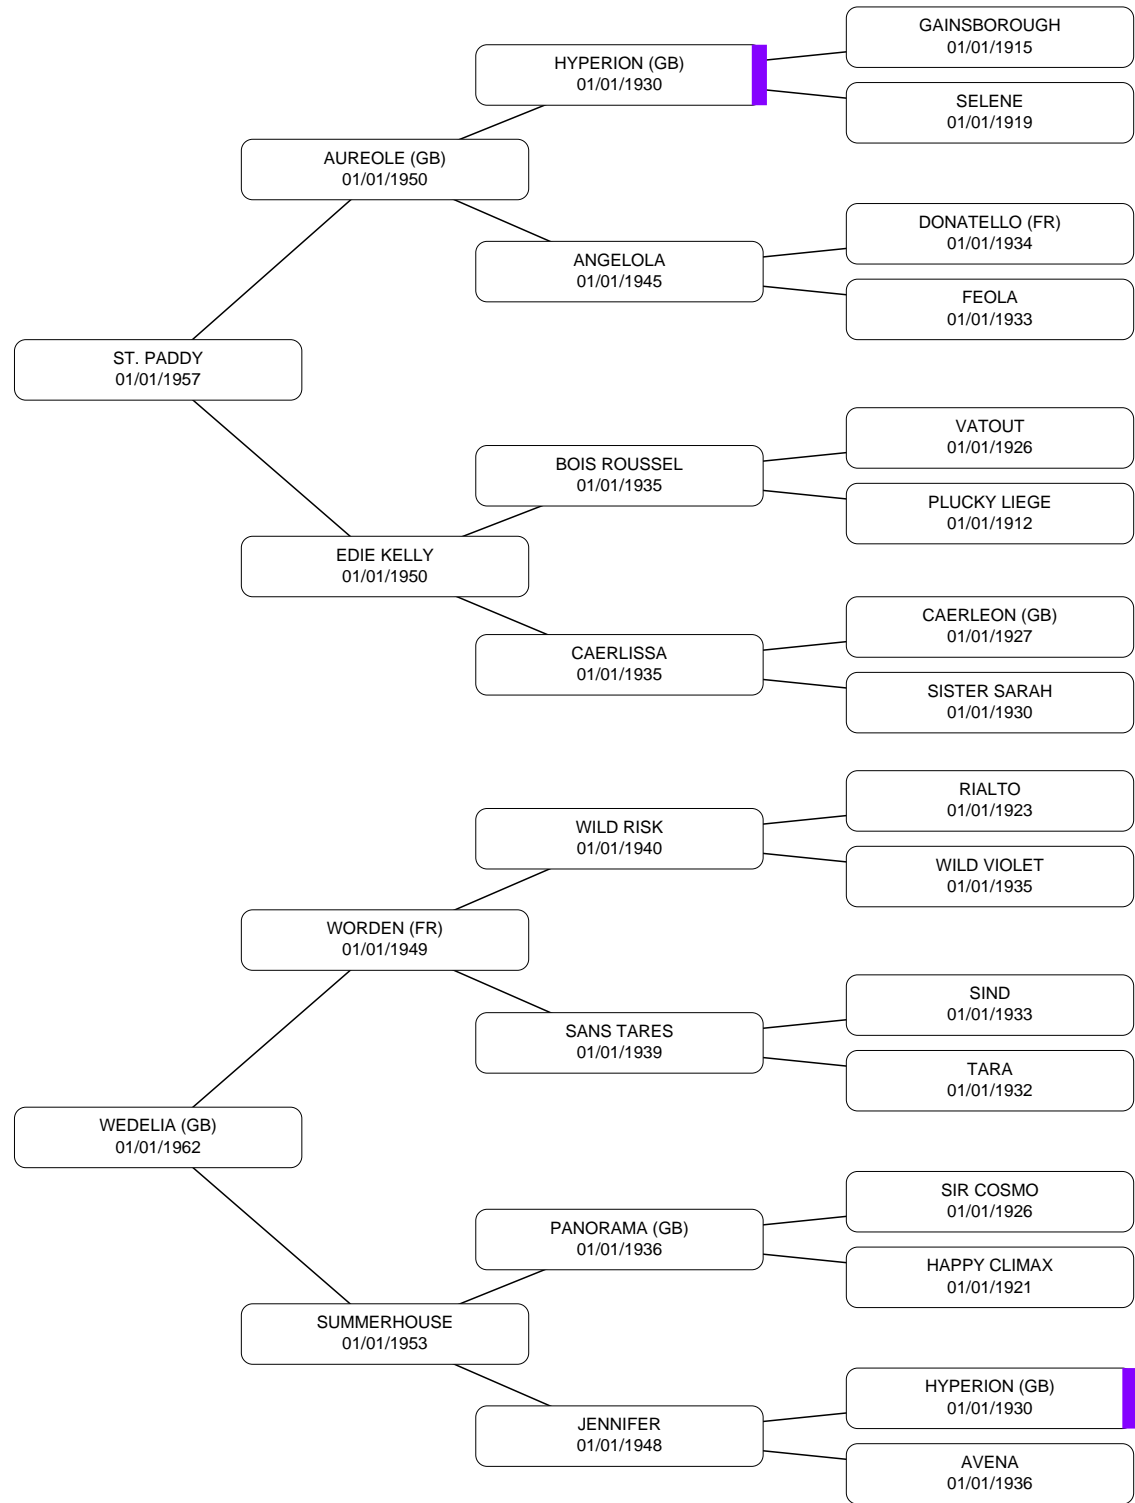 GAINSBOROUGH
01/01/1915
HYPERION (GB)
01/01/1930
SELENE
01/01/1919
AUREOLE (GB)
01/01/1950
DONATELLO (FR)
01/01/1934
ANGELOLA
01/01/1945
FEOLA
01/01/1933
ST. PADDY
01/01/1957
VATOUT
01/01/1926
BOIS ROUSSEL
01/01/1935
PLUCKY LIEGE
01/01/1912
EDIE KELLY
01/01/1950
CAERLEON (GB)
01/01/1927
CAERLISSA
01/01/1935
SISTER SARAH
01/01/1930
RIALTO
01/01/1923
WILD RISK
01/01/1940
WILD VIOLET
01/01/1935
WORDEN (FR)
01/01/1949
SIND
01/01/1933
SANS TARES
01/01/1939
TARA
01/01/1932
WEDELIA (GB)
01/01/1962
SIR COSMO
01/01/1926
PANORAMA (GB)
01/01/1936
HAPPY CLIMAX
01/01/1921
SUMMERHOUSE
01/01/1953
HYPERION (GB)
01/01/1930
JENNIFER
01/01/1948
AVENA
01/01/1936